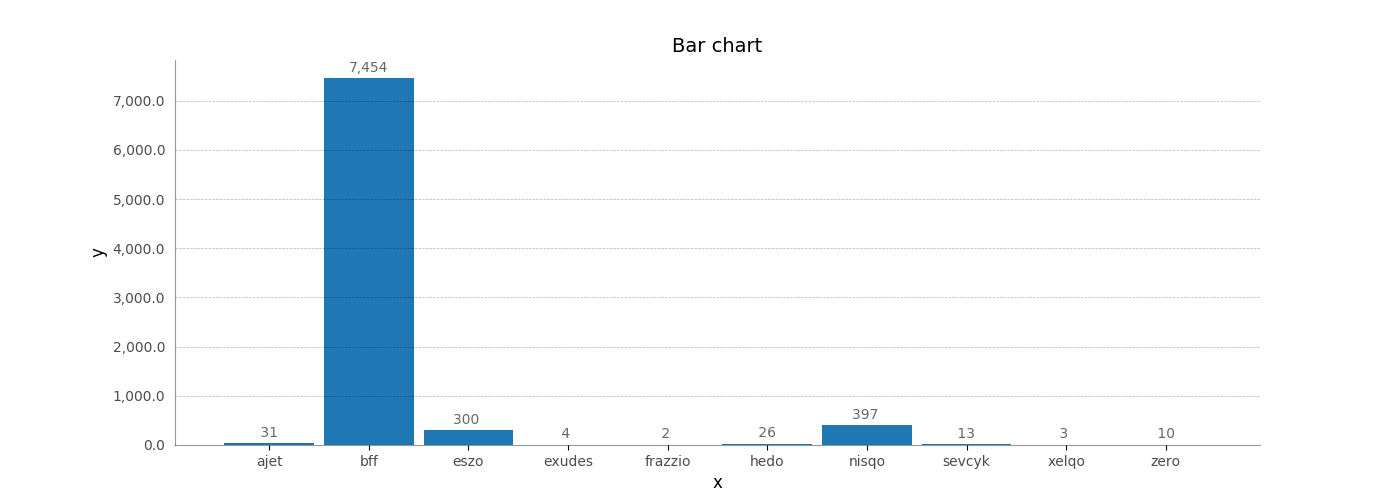 Bar chart
7,454
7,000.0
6,000.0
5,000.0
y
4,000.0
3,000.0
2,000.0
1,000.0
0.0
31
300
4
2
26
397
13
3
10
ajet
bff
eszo
exudes
frazzio
hedo
nisqo
sevcyk
xelqo
zero
x